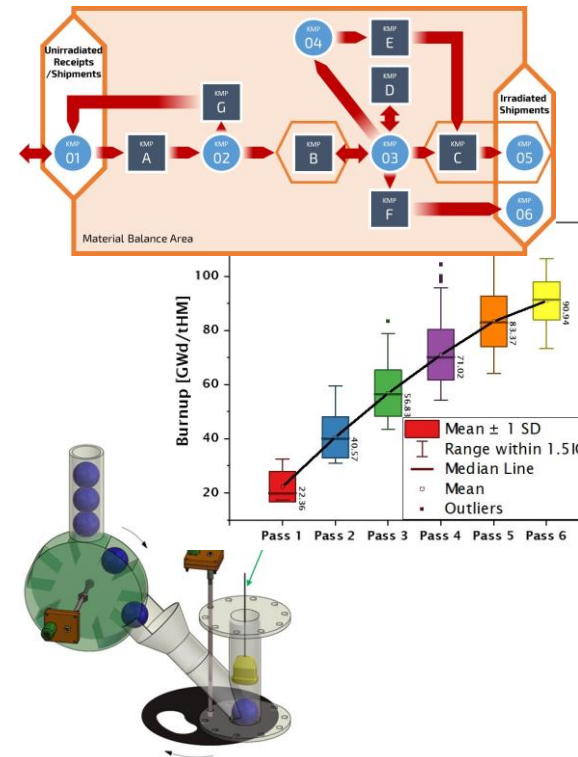 Unirradiated
Receipts
/Shipments
KMP
04
KMP
E
KMP
D
KMP
G
Irradiated
Shipments
KMP
01
KMP
A
KMP
02
KMP
B
KMP
03
KMP
C
KMP
05
KMP
F
KMP
06
Material Balance Area
Burnup [GWd/tHM]
100
80
60
40
20
22.36
40.57
56.83
71.02
83.37
90.94
Mean ± 1 SD
Range within 1.5I
Median Line
Mean
Outliers
Pass 1 Pass 2 Pass 3 Pass 4 Pass 5 Pass 6